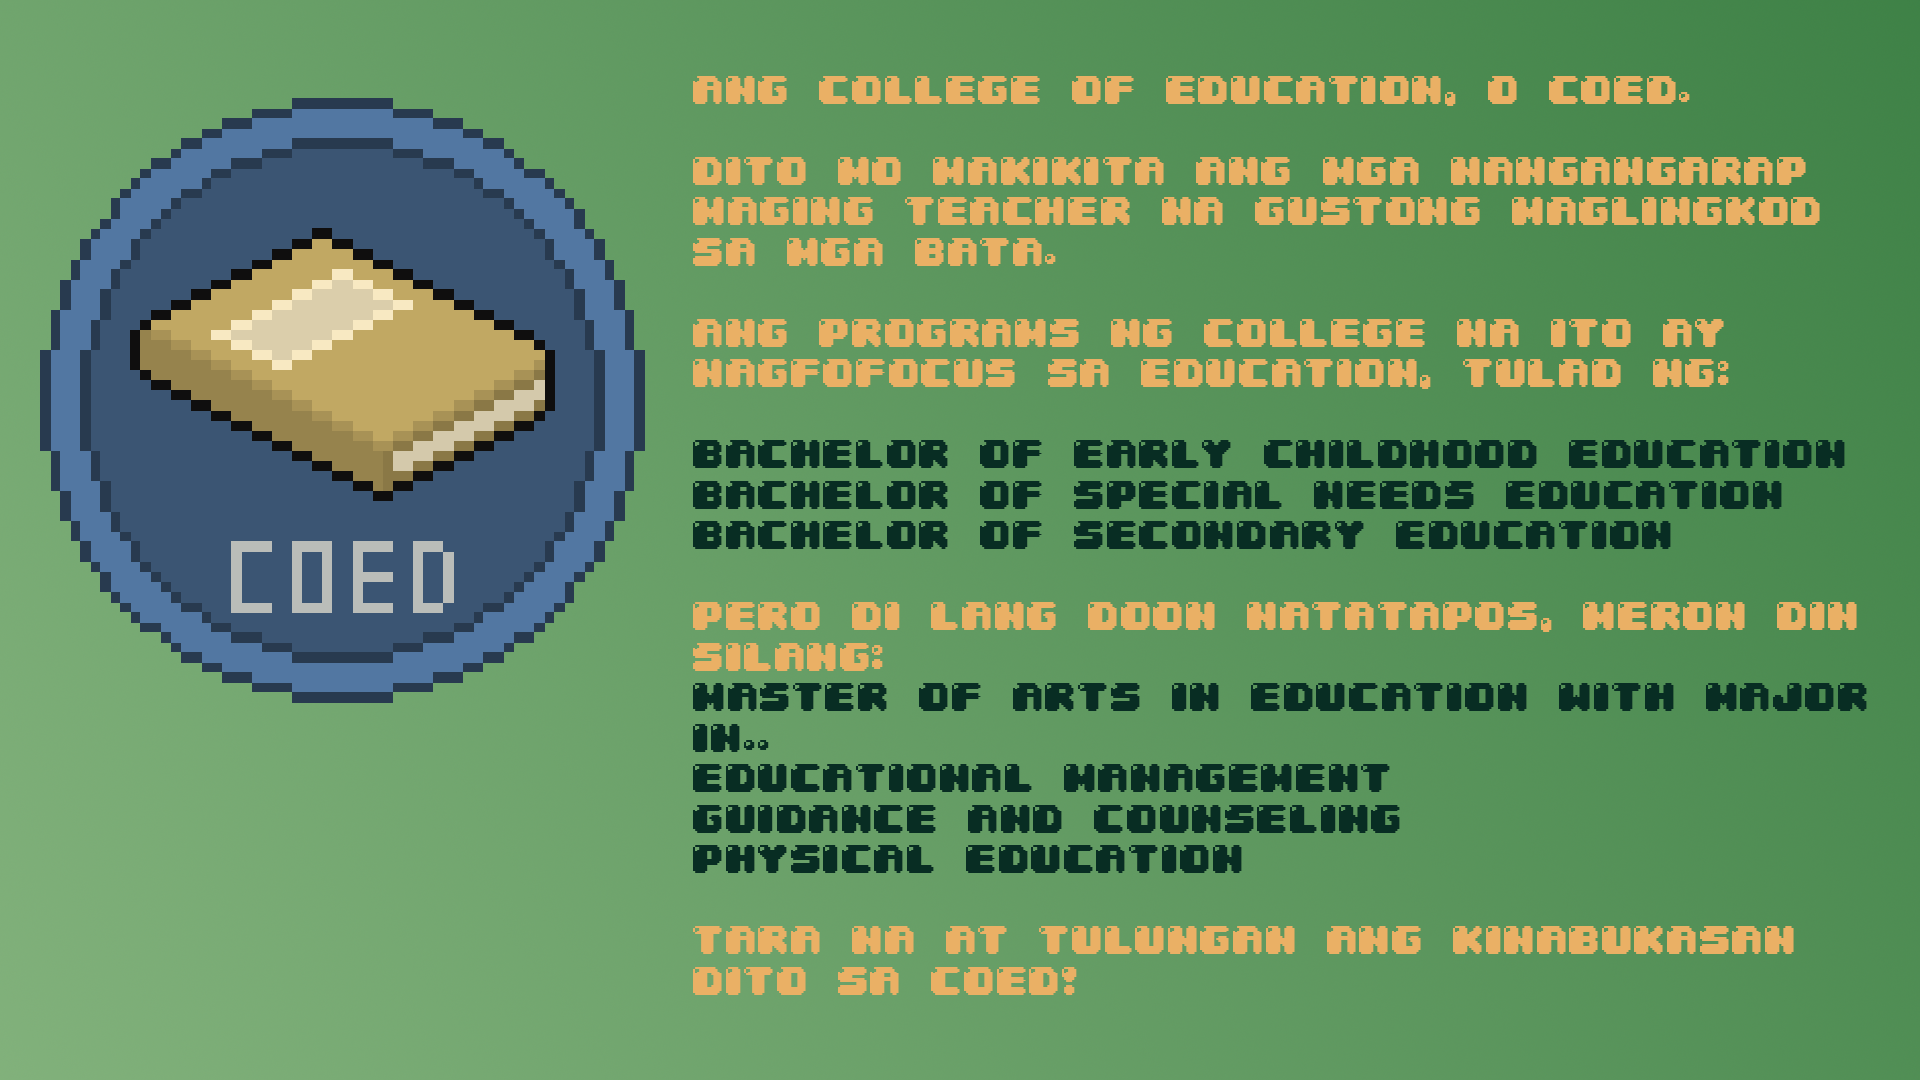 COED
ANG COLLEGE OF EDUCATION, O COED.
DITO MO MAKIKITA ANG MGA NANGANGARAP
MAGING TEACHER NA GUSTONG MAGLINGKOD
SA MGA BATA.
ANG PROGRAMS NG COLLEGE NA ITO AY
NAGFOFOCUS SA EDUCATION, TULAD NG:
BACHELOR OF EARLY CHILDHOOD EDUCATION
BACHELOR OF SPECIAL NEEDS EDUCATION
BACHELOR OF SECONDARY EDUCATION
PERO DI LANG DOON NATATAPOS, MERON DIN
SILANG:
MASTER OF ARTS IN EDUCATION WITH MAJOR
IN..
EDUCATIONAL MANAGEMENT
GUIDANCE AND COUNSELING
PHYSICAL EDUCATION
TARA NA AT TULUNGAN ANG KINABUKASAN
DITO SA COED!